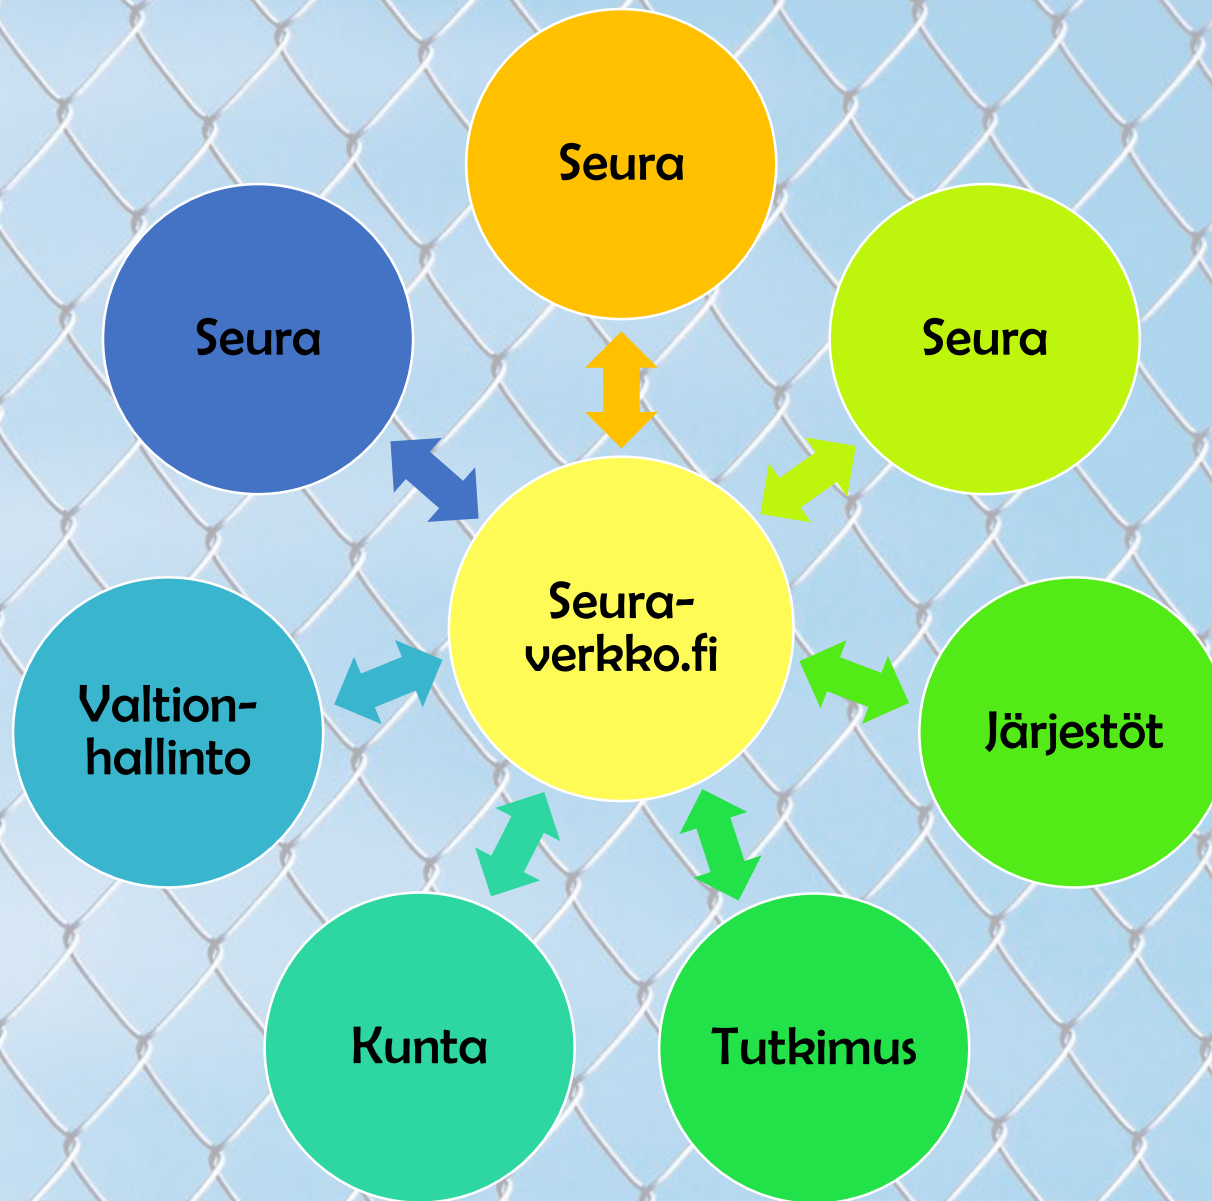 Seura
Seura
Seura
Seura-
verkko.fi
Valtion-
hallinto
Järjestöt
Kunta
Tutkimus